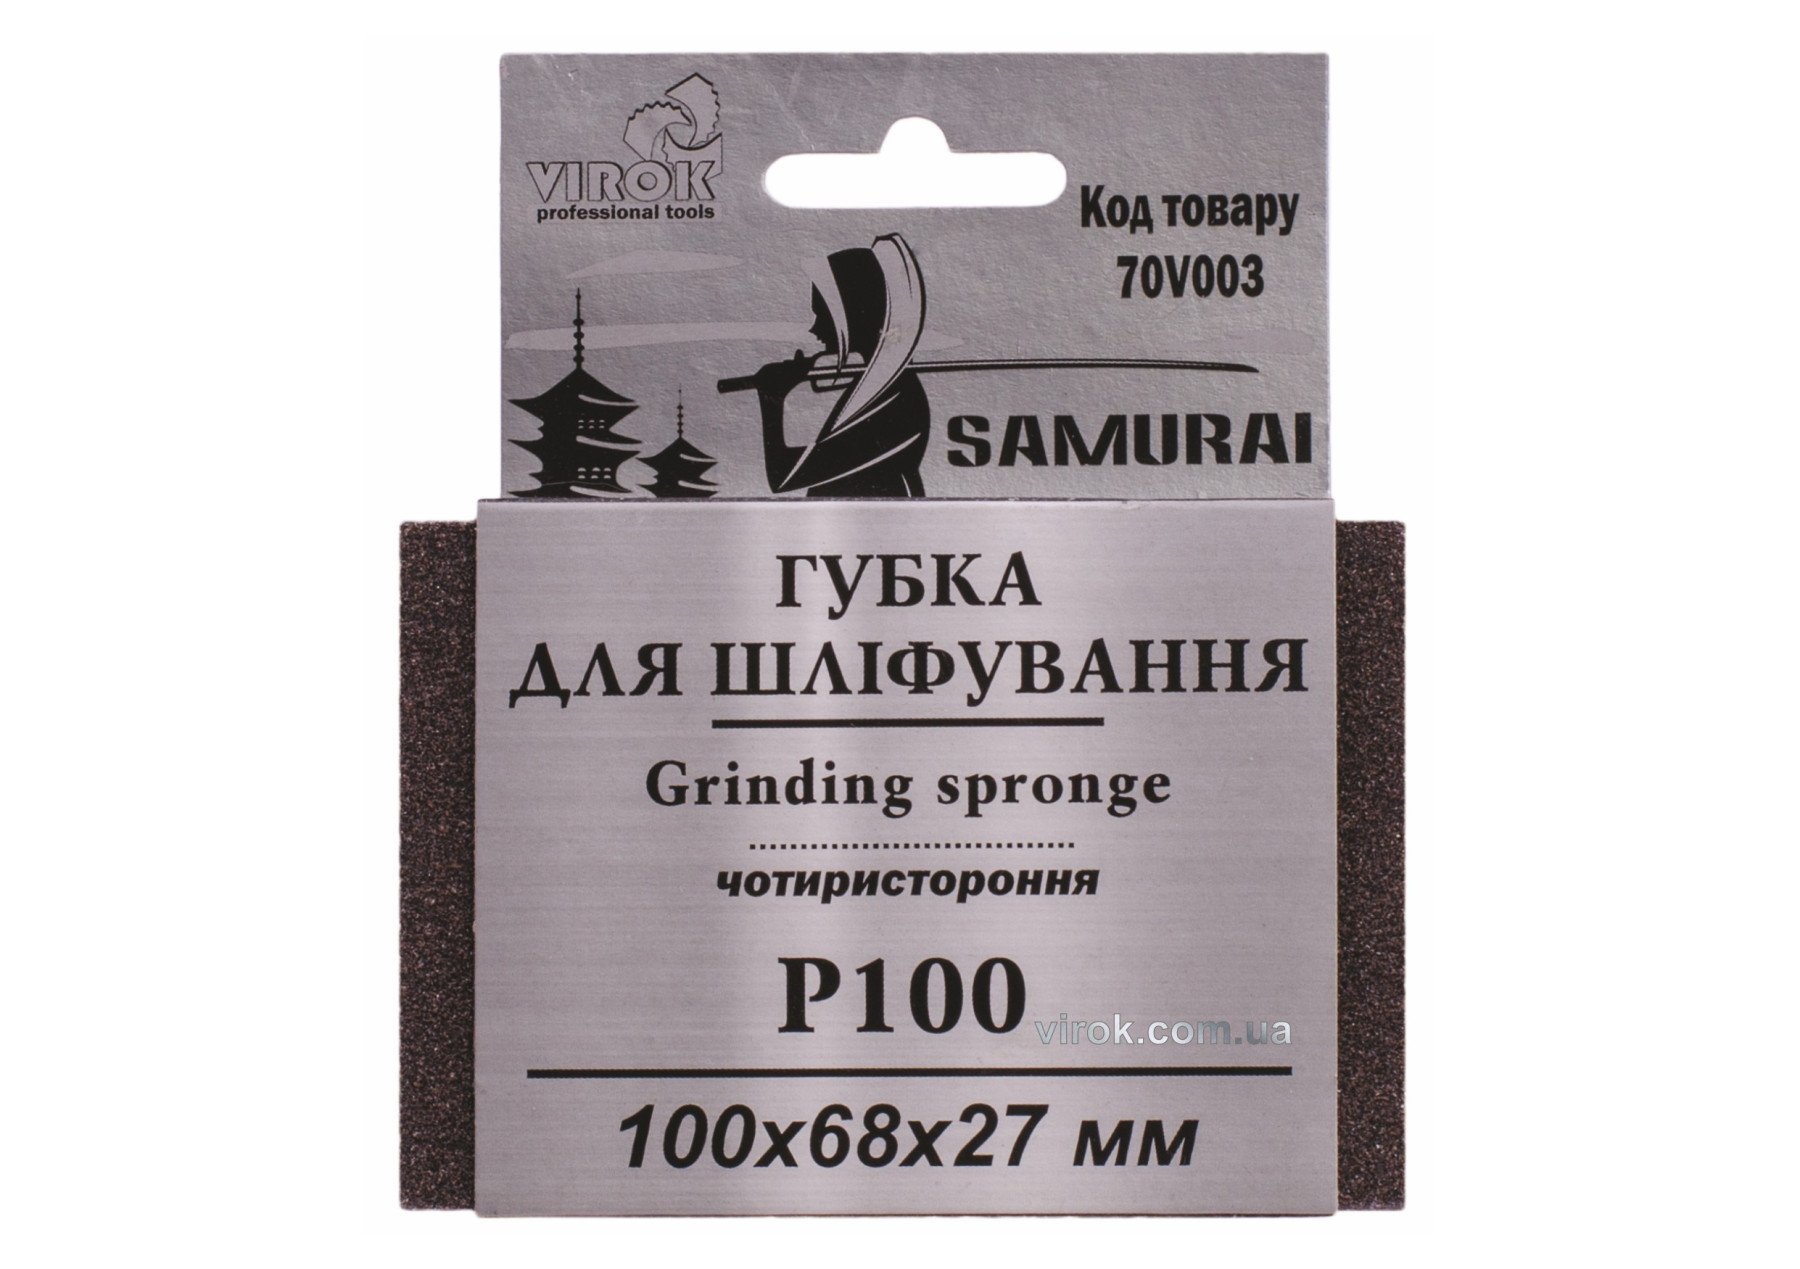 VIROK
professional tools
Код товару
70V003
SAMURAI
ГУБКА
ДЛЯ ШЛІФУВАННЯ
Grinding spronge
чотиристороння
P100
virok.com.ua
100x68x27 мм